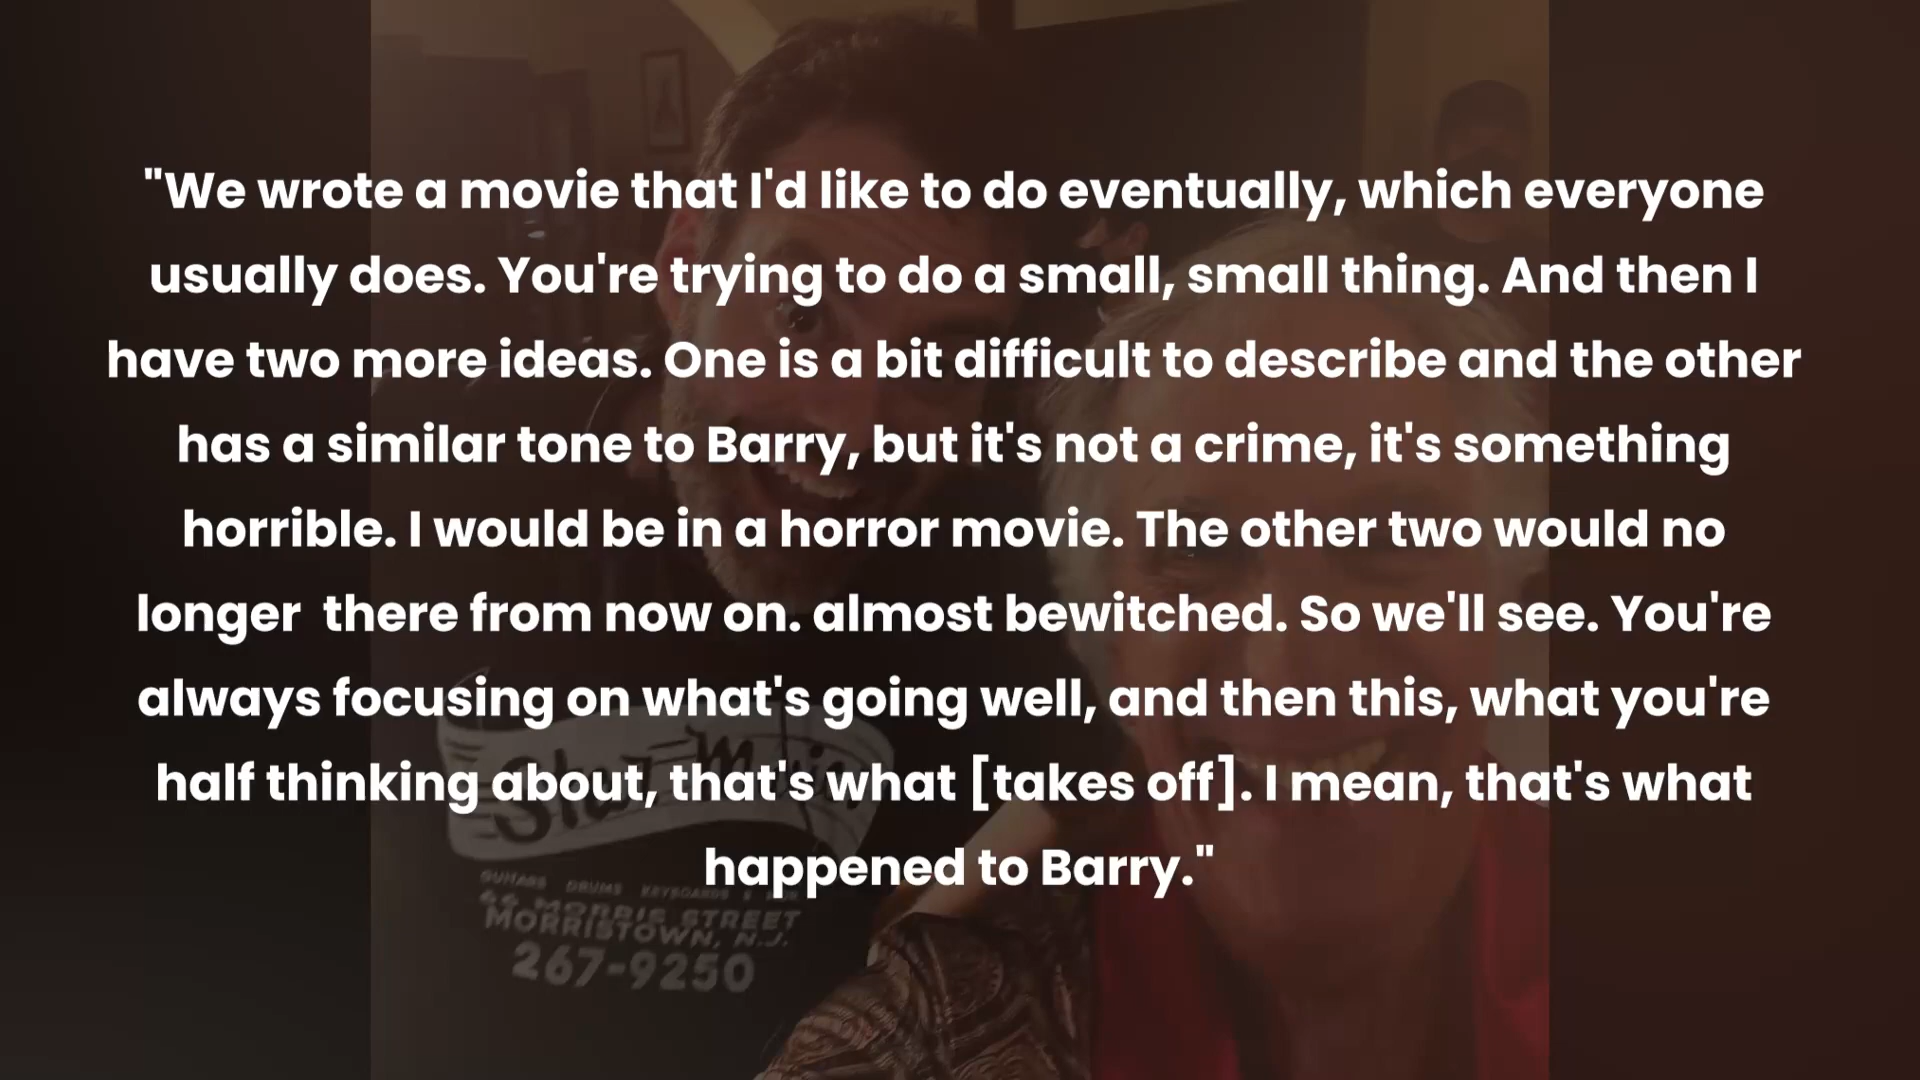 "We wrote a movie that I'd like to do eventually, which everyone
usually does. You're trying to do a small, small thing. And then I
have two more ideas. One is a bit difficult to describe and the other
has a similar tone to Barry, but it's not a crime, it's something
horrible. I would be in a horror movie. The other two would no
longer  there from now on. almost bewitched. So we'll see. You're
always focusing on what's going well, and then this, what you're
half thinking about, that's what [takes off]. I mean, that's what
happened to Barry."
GUITARS DRUMS KEYBOARDS
MORRIS STREET
MORRISTOWN, N.J.
267-9250